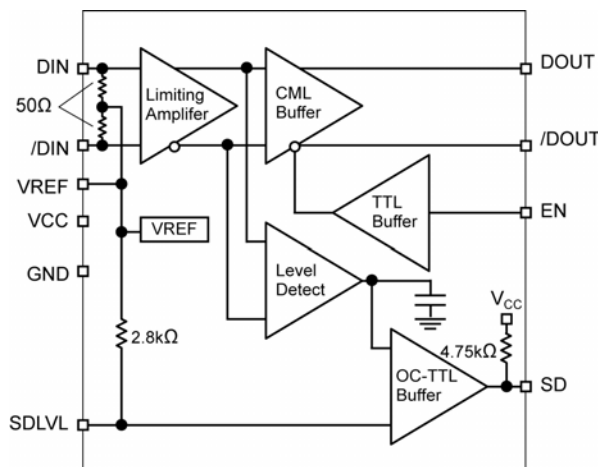 DIN
50Ω
/DIN
VREF
VCC
GND
SDLVL
Limiting
Amplifer
CML
Buffer
TTL
Buffer
VREF
Level
Detect
2.8kΩ
OC-TTL
Buffer
VCC
4.75kΩ
DOUT
/DOUT
EN
SD